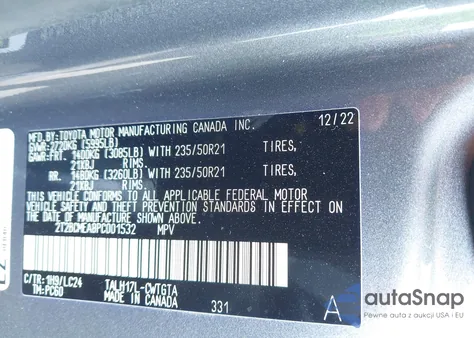 MFD.BY:TOYOTA MOTOR MANUFACTURING CANADA INC. 12/22
GVWR: 2720KG (5995LB)
GAWR:FRT. 1400KG (3085LB) WITH 235/50R21 TIRES,
21X8J RIMS.
RR. 1480KG (3260LB) WITH 235/50R21 TIRES,
21X8J RIMS.
THIS VEHICLE CONFORMS TO ALL APPLICABLE FEDERAL MOTOR
VEHICLE SAFETY AND THEFT PREVENTION STANDARDS IN EFFECT ON
THE DATE OF MANUFACTURE SHOWN ABOVE.
2T2BCMEA8PC001532 MPV
C/TR: 1H9/LC24 TALH17L-CWTGTA
TM:PC60 MADE IN CANADA 331 A
autaSnap
Pojazdy z aukcji USA i EU